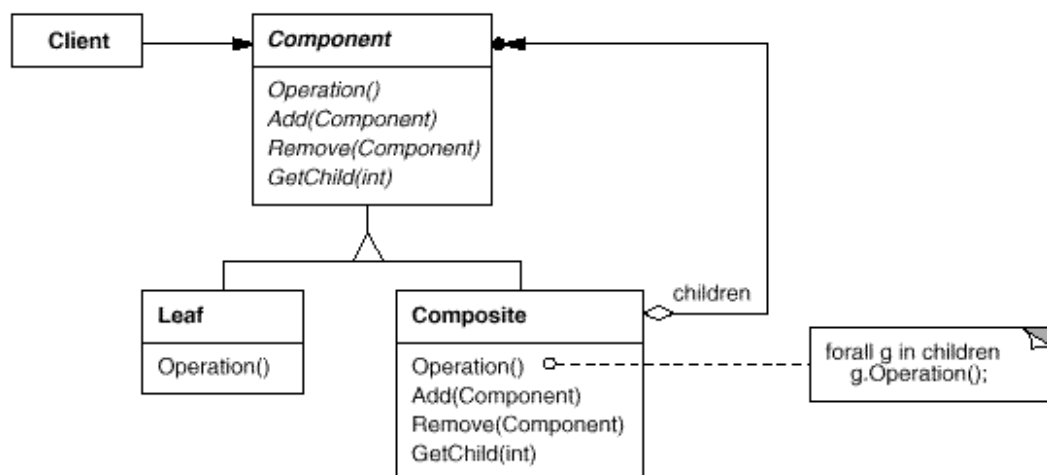 Client
Component
Operation()
Add(Component)
Remove(Component)
GetChild(int)
Leaf
Operation()
Composite
Operation()
Add(Component)
Remove(Component)
GetChild(int)
children
forall g in children
g.Operation();